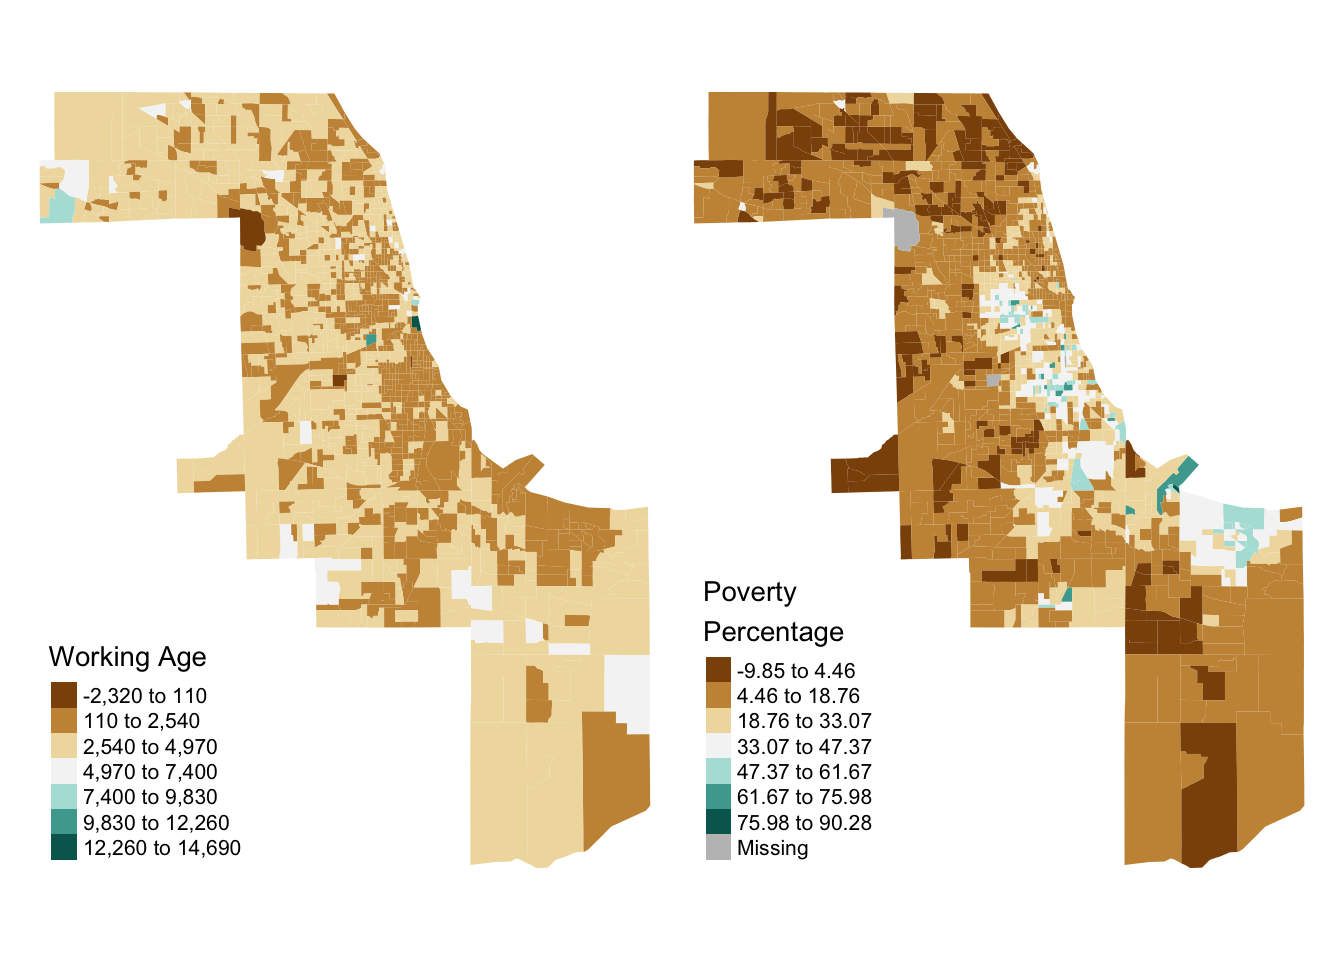 Working Age
-2,320 to 110
110 to 2,540
2,540 to 4,970
4,970 to 7,400
7,400 to 9,830
9,830 to 12,260
12,260 to 14,690
Poverty
Percentage
-9.85 to 4.46
4.46 to 18.76
18.76 to 33.07
33.07 to 47.37
47.37 to 61.67
61.67 to 75.98
75.98 to 90.28
Missing